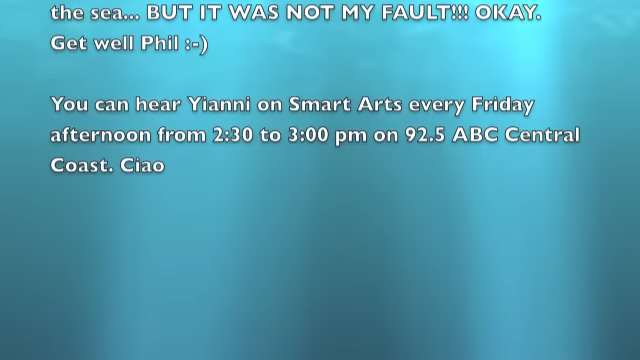 the sea... BUT IT WAS NOT MY FAULT!!! OKAY.
Get well Phil :-)
You can hear Yianni on Smart Arts every Friday
afternoon from 2:30 to 3:00 pm on 92.5 ABC Central
Coast. Ciao